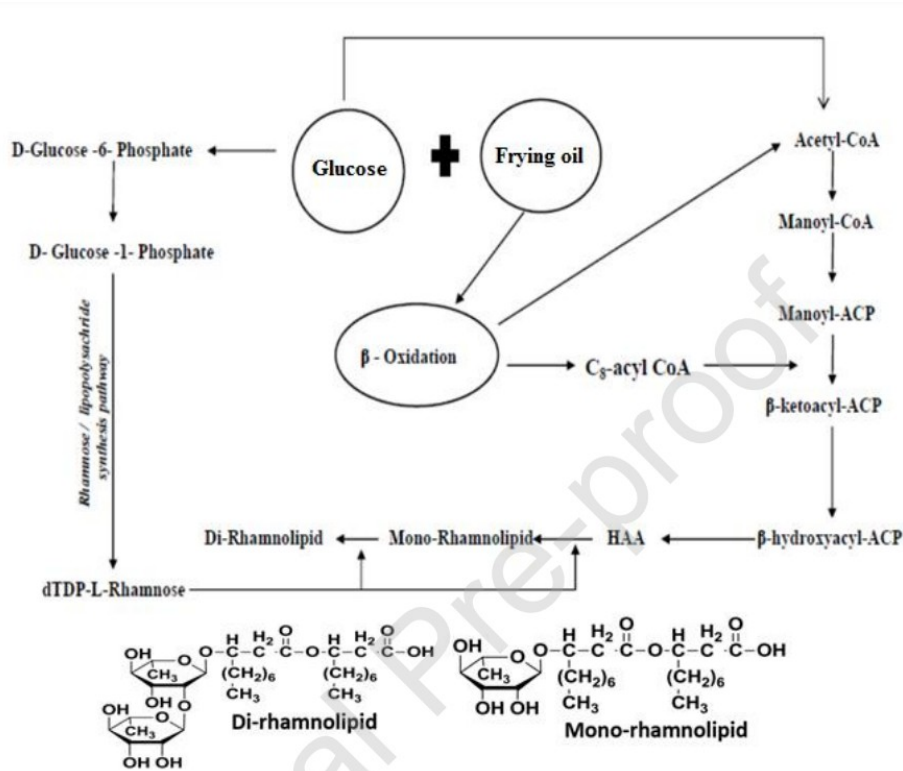 D-Glucose -6- Phosphate
Glucose
Frying oil
Acetyl-CoA
D- Glucose -1- Phosphate
Manoyl-CoA
Manoyl-ACP
Rhamnose / lipopolysachride
synthesis pathway
β - Oxidation
C₈-acyl CoA
β-ketoacyl-ACP
Di-Rhamnolipid
Mono-Rhamnolipid
HAA
β-hydroxyacyl-ACP
dTDP-L-Rhamnose
H H₂ O H H₂ O
OH O O-C-C-C-O-C-C-C-OH
CH₃ (CH₂)₆ (CH₂)₆
OH O CH₃ CH₃
OH O
CH₃
OH OH
Di-rhamnolipid
H H₂ O H H₂ O
OH O O-C-C-C-O-C-C-C-OH
CH₃ (CH₂)₆ (CH₂)₆
OH OH CH₃ CH₃
Mono-rhamnolipid
al Pre-proof